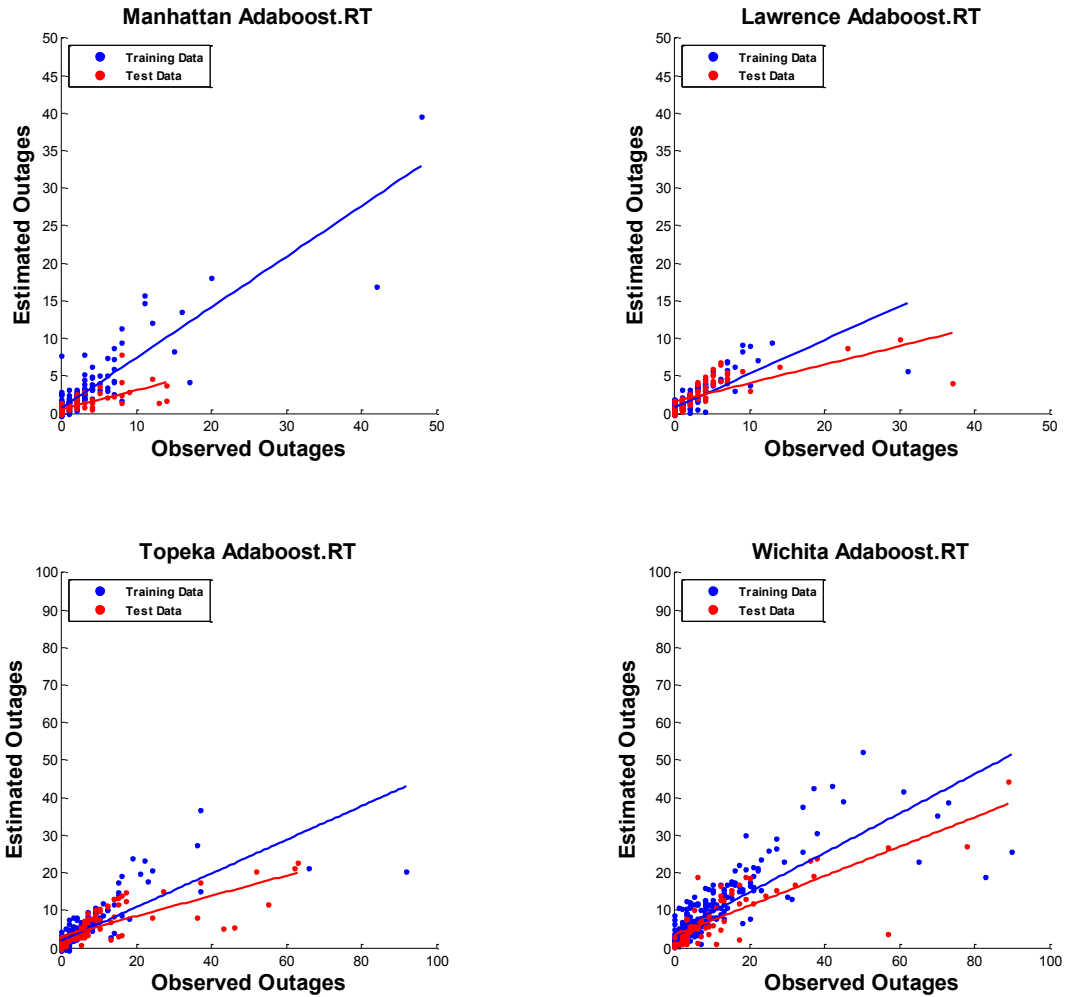 Manhattan Adaboost.RT
50
45
40
35
30
25
20
15
10
5
0
Estimated Outages
Training Data
Test Data
0 10 20 30 40 50
Observed Outages
Lawrence Adaboost.RT
50
45
40
35
30
25
20
15
10
5
0
Estimated Outages
Training Data
Test Data
0 10 20 30 40 50
Observed Outages
Topeka Adaboost.RT
100
90
80
70
60
50
40
30
20
10
0
Estimated Outages
Training Data
Test Data
0 20 40 60 80 100
Observed Outages
Wichita Adaboost.RT
100
90
80
70
60
50
40
30
20
10
0
Estimated Outages
Training Data
Test Data
0 20 40 60 80 100
Observed Outages